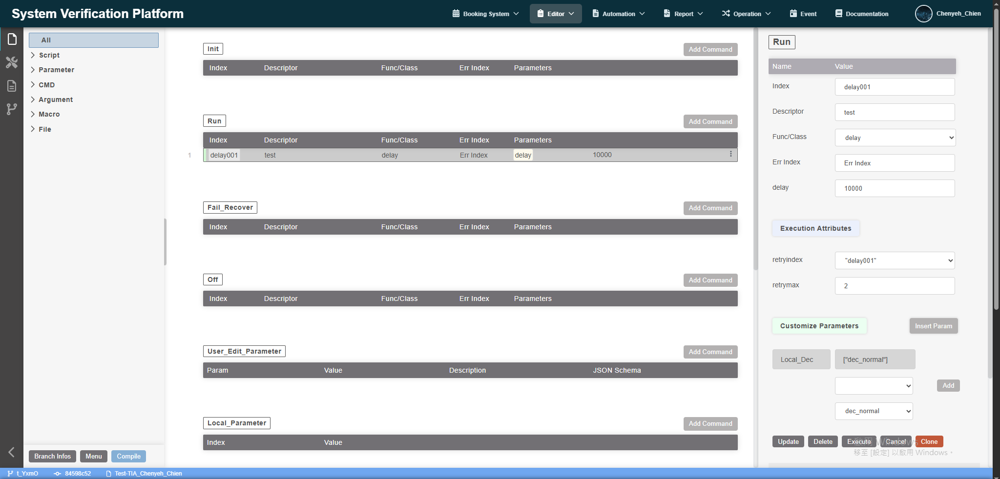 System Verification Platform
Booking System
Editor
Automation
Report
Operation
Event
Documentation
Chenyeh_Chien
All
Script
Parameter
CMD
Argument
Macro
File
Branch Infos
Menu
Compile
Init
Add Command
Index Descriptor Func/Class Err Index Parameters
Run
Add Command
Index Descriptor Func/Class Err Index Parameters
1 delay001 test delay Err Index delay 10000
Fail_Recover
Add Command
Index Descriptor Func/Class Err Index Parameters
Off
Add Command
Index Descriptor Func/Class Err Index Parameters
User_Edit_Parameter
Add Command
Param Value Description JSON Schema
Local_Parameter
Add Command
Index Value
Run
Name Value
Index delay001
Descriptor test
Func/Class delay
Err Index Err Index
delay 10000
Execution Attributes
retryindex "delay001"
retrymax 2
Customize Parameters
Insert Param
Local_Dec ["dec_normal"]
Add
dec_normal
Update Delete Execute Cancel Clone
啟用 Windows
移至 [設定] 以啟用 Windows。
t_YxmO 84598c52 Test-TIA_Chenyeh_Chien